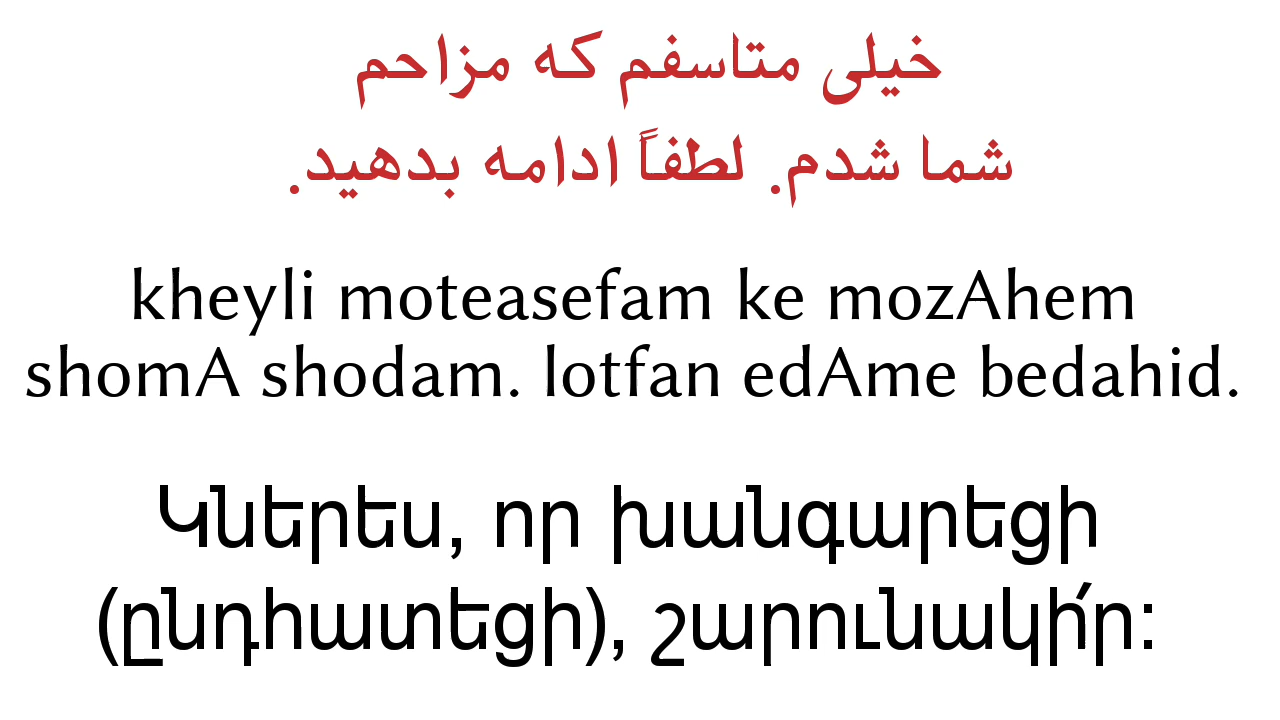 خیلی متاسفم که مزاحم
شما شدم. لطفاً ادامه بدهید.
kheyli moteasefam ke mozAhem
shomA shodam. lotfan edAme bedahid.
Կներես, որ խանգարեցի
(ընդհատեցի), շարունակի՛ր: